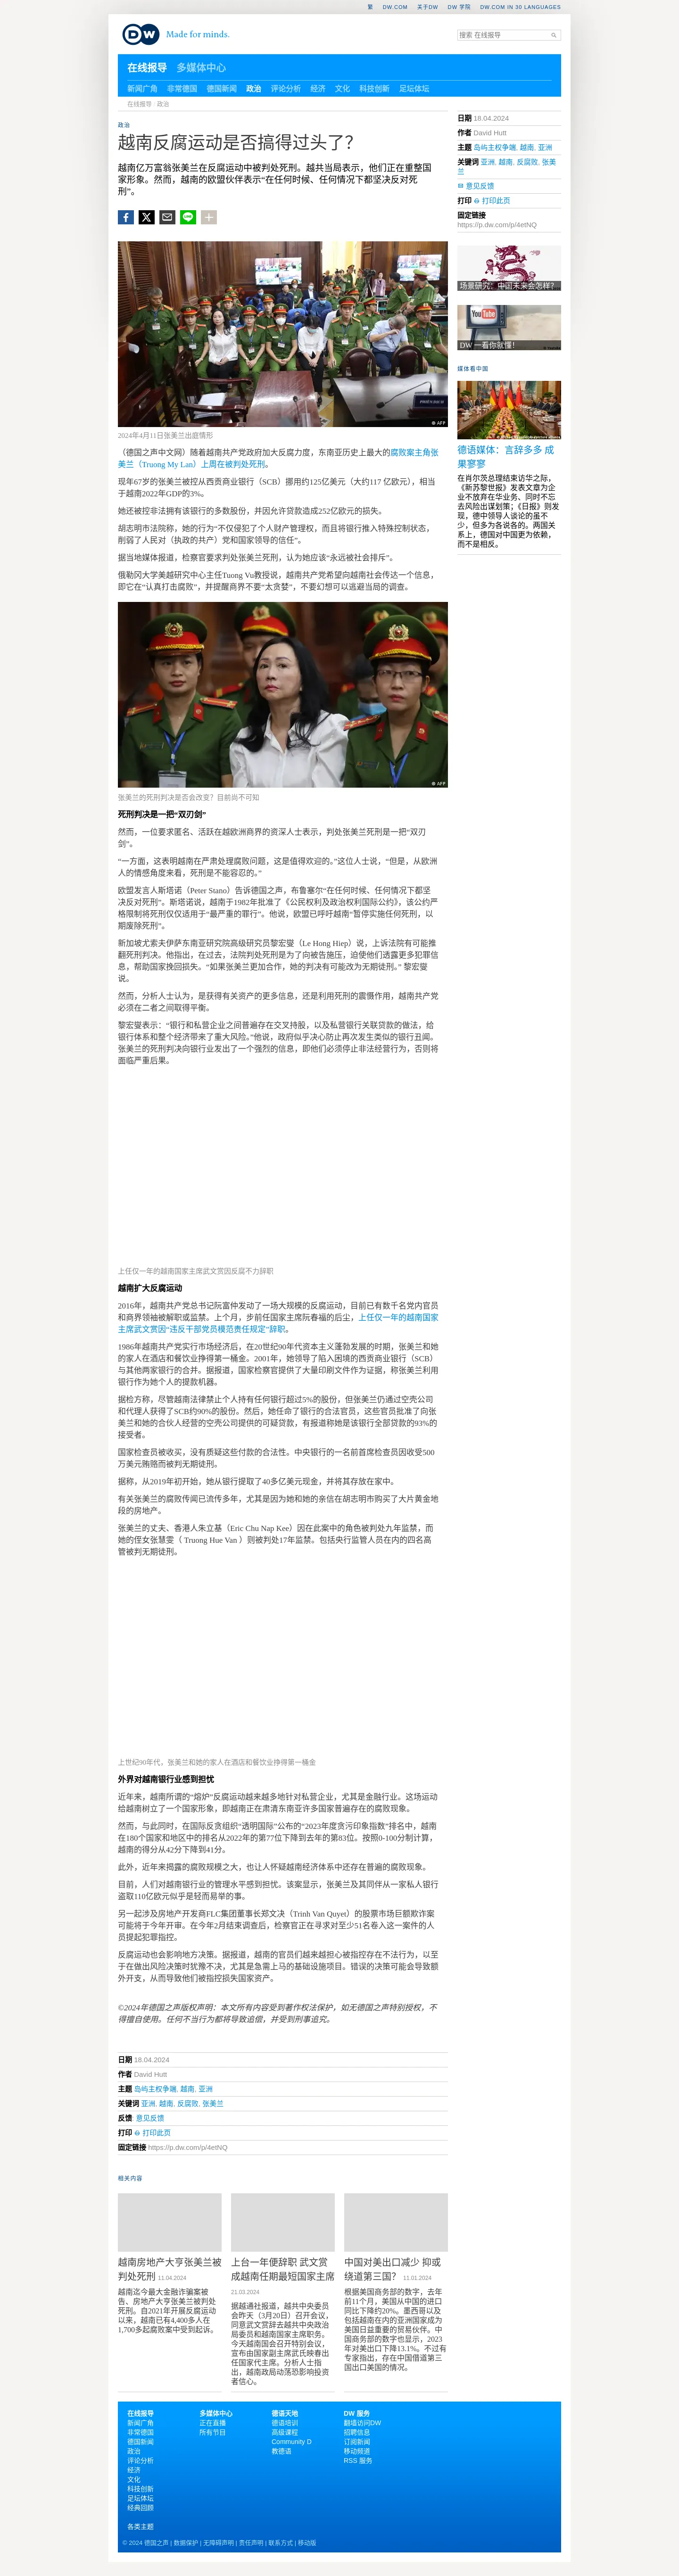 繁 DW.COM 关于DW DW 学院 DW.COM IN 30 LANGUAGES
DW Made for minds.
搜索 在线报导
在线报导 多媒体中心
新闻广角 非常德国 德国新闻 政治 评论分析 经济 文化 科技创新 足坛体坛
在线报导 / 政治
政治
越南反腐运动是否搞得过头了？
越南亿万富翁张美兰在反腐运动中被判处死刑。越共当局表示，他们正在重整国
家形象。然而，越南的欧盟伙伴表示“在任何时候、任何情况下都坚决反对死
刑”。
© AFP
2024年4月11日张美兰出庭情形
（德国之声中文网）随着越南共产党政府加大反腐力度，东南亚历史上最大的腐败案主角张
美兰（Truong My Lan）上周在被判处死刑。
现年67岁的张美兰被控从西贡商业银行（SCB）挪用约125亿美元（大约117 亿欧元），相当
于越南2022年GDP的3%。
她还被控非法拥有该银行的多数股份，并因允许贷款造成252亿欧元的损失。
胡志明市法院称，她的行为“不仅侵犯了个人财产管理权，而且将银行推入特殊控制状态，
削弱了人民对（执政的共产）党和国家领导的信任”。
据当地媒体报道，检察官要求判处张美兰死刑，认为她应该“永远被社会排斥”。
俄勒冈大学美越研究中心主任Tuong Vu教授说，越南共产党希望向越南社会传达一个信息，
即它在“认真打击腐败”，并提醒商界不要“太贪婪”，不要幻想可以逃避当局的调查。
© AFP
张美兰的死刑判决是否会改变？目前尚不可知
死刑判决是一把“双刃剑”
然而，一位要求匿名、活跃在越欧洲商界的资深人士表示，判处张美兰死刑是一把“双刃
剑”。
“一方面，这表明越南在严肃处理腐败问题，这是值得欢迎的。”这位人士说，“但是，从欧洲
人的情感角度来看，死刑是不能容忍的。”
欧盟发言人斯塔诺（Peter Stano）告诉德国之声，布鲁塞尔“在任何时候、任何情况下都坚
决反对死刑”。斯塔诺说，越南于1982年批准了《公民权利及政治权利国际公约》，该公约严
格限制将死刑仅仅适用于“最严重的罪行”。他说，欧盟已呼吁越南“暂停实施任何死刑，以
期废除死刑”。
新加坡尤索夫伊萨东南亚研究院高级研究员黎宏燮（Le Hong Hiep）说，上诉法院有可能推
翻死刑判决。他指出，在过去，法院判处死刑是为了向被告施压，迫使他们透露更多犯罪信
息，帮助国家挽回损失。“如果张美兰更加合作，她的判决有可能改为无期徒刑。” 黎宏燮
说。
然而，分析人士认为，是获得有关资产的更多信息，还是利用死刑的震慑作用，越南共产党
必须在二者之间取得平衡。
黎宏燮表示：“银行和私营企业之间普遍存在交叉持股，以及私营银行关联贷款的做法，给
银行体系和整个经济带来了重大风险。”他说，政府似乎决心防止再次发生类似的银行丑闻。
张美兰的死刑判决向银行业发出了一个强烈的信息，即他们必须停止非法经营行为，否则将
面临严重后果。
上任仅一年的越南国家主席武文赏因反腐不力辞职
越南扩大反腐运动
2016年，越南共产党总书记阮富仲发动了一场大规模的反腐运动，目前已有数千名党内官员
和商界领袖被解职或监禁。上个月，步前任国家主席阮春福的后尘，上任仅一年的越南国家
主席武文赏因“违反干部党员模范责任规定”辞职。
1986年越南共产党实行市场经济后，在20世纪90年代资本主义蓬勃发展的时期，张美兰和她
的家人在酒店和餐饮业挣得第一桶金。2001年，她领导了陷入困境的西贡商业银行（SCB）
与其他两家银行的合并。据报道，国家检察官提供了大量印刷文件作为证据，称张美兰利用
银行作为她个人的提款机器。
据检方称，尽管越南法律禁止个人持有任何银行超过5%的股份，但张美兰仍通过空壳公司
和代理人获得了SCB约90%的股份。然后，她任命了银行的合法官员，这些官员批准了向张
美兰和她的合伙人经营的空壳公司提供的可疑贷款，有报道称她是该银行全部贷款的93%的
接受者。
国家检查员被收买，没有质疑这些付款的合法性。中央银行的一名前首席检查员因收受500
万美元贿赂而被判无期徒刑。
据称，从2019年初开始，她从银行提取了40多亿美元现金，并将其存放在家中。
有关张美兰的腐败传闻已流传多年，尤其是因为她和她的亲信在胡志明市购买了大片黄金地
段的房地产。
张美兰的丈夫、香港人朱立基（Eric Chu Nap Kee）因在此案中的角色被判处九年监禁，而
她的侄女张慧雯（ Truong Hue Van ）则被判处17年监禁。包括央行监管人员在内的四名高
管被判无期徒刑。
上世纪90年代，张美兰和她的家人在酒店和餐饮业挣得第一桶金
外界对越南银行业感到担忧
近年来，越南所谓的“熔炉”反腐运动越来越多地针对私营企业，尤其是金融行业。这场运动
给越南树立了一个国家形象，即越南正在肃清东南亚许多国家普遍存在的腐败现象。
然而，与此同时，在国际反贪组织“透明国际”公布的“2023年度贪污印象指数”排名中，越南
在180个国家和地区中的排名从2022年的第77位下降到去年的第83位。按照0-100分制计算，
越南的得分从42分下降到41分。
此外，近年来揭露的腐败规模之大，也让人怀疑越南经济体系中还存在普遍的腐败现象。
目前，人们对越南银行业的管理水平感到担忧。该案显示，张美兰及其同伴从一家私人银行
盗取110亿欧元似乎是轻而易举的事。
另一起涉及房地产开发商FLC集团董事长郑文决（Trinh Van Quyet）的股票市场巨额欺诈案
可能将于今年开审。在今年2月结束调查后，检察官正在寻求对至少51名卷入这一案件的人
员提起犯罪指控。
反腐运动也会影响地方决策。据报道，越南的官员们越来越担心被指控存在不法行为，以至
于在做出风险决策时犹豫不决，尤其是急需上马的基础设施项目。错误的决策可能会导致额
外开支，从而导致他们被指控损失国家资产。
©2024年德国之声版权声明：本文所有内容受到著作权法保护，如无德国之声特别授权，不
得擅自使用。任何不当行为都将导致追偿，并受到刑事追究。
日期 18.04.2024
作者 David Hutt
主题 岛屿主权争端, 越南, 亚洲
关键词 亚洲, 越南, 反腐败, 张美兰
反馈 :意见反馈
打印 打印此页
固定链接 https://p.dw.com/p/4etNQ
相关内容
越南房地产大亨张美兰被
判处死刑 11.04.2024
越南迄今最大金融诈骗案被
告、房地产大亨张美兰被判处
死刑。自2021年开展反腐运动
以来，越南已有4,400多人在
1,700多起腐败案中受到起诉。
上台一年便辞职 武文赏
成越南任期最短国家主席
21.03.2024
据越通社报道，越共中央委员
会昨天（3月20日）召开会议，
同意武文赏辞去越共中央政治
局委员和越南国家主席职务。
今天越南国会召开特别会议，
宣布由国家副主席武氏映春出
任国家代主席。分析人士指
出，越南政局动荡恐影响投资
者信心。
中国对美出口减少 抑或
绕道第三国？ 11.01.2024
根据美国商务部的数字，去年
前11个月，美国从中国的进口
同比下降约20%。墨西哥以及
包括越南在内的亚洲国家成为
美国日益重要的贸易伙伴。中
国商务部的数字也显示，2023
年对美出口下降13.1%。不过有
专家指出，存在中国借道第三
国出口美国的情况。
日期 18.04.2024
作者 David Hutt
主题 岛屿主权争端, 越南, 亚洲
关键词 亚洲, 越南, 反腐败, 张美
兰
意见反馈
打印 打印此页
固定链接
https://p.dw.com/p/4etNQ
场景研究：中国未来会怎样？
YouTube
DW 一看你就懂！
媒体看中国
德语媒体：言辞多多 成
果寥寥
在肖尔茨总理结束访华之际，
《新苏黎世报》发表文章为企
业不放弃在华业务、同时不忘
去风险出谋划策；《日报》则发
现，德中领导人谈论的虽不
少，但多为各说各的。两国关
系上，德国对中国更为依赖，
而不是相反。
在线报导
新闻广角
非常德国
德国新闻
政治
评论分析
经济
文化
科技创新
足坛体坛
经典回顾
各类主题
多媒体中心
正在直播
所有节目
德语天地
德语培训
高级课程
Community D
教德语
DW 服务
翻墙访问DW
招聘信息
订阅新闻
移动频道
RSS 服务
© 2024 德国之声 | 数据保护 | 无障碍声明 | 责任声明 | 联系方式 | 移动版